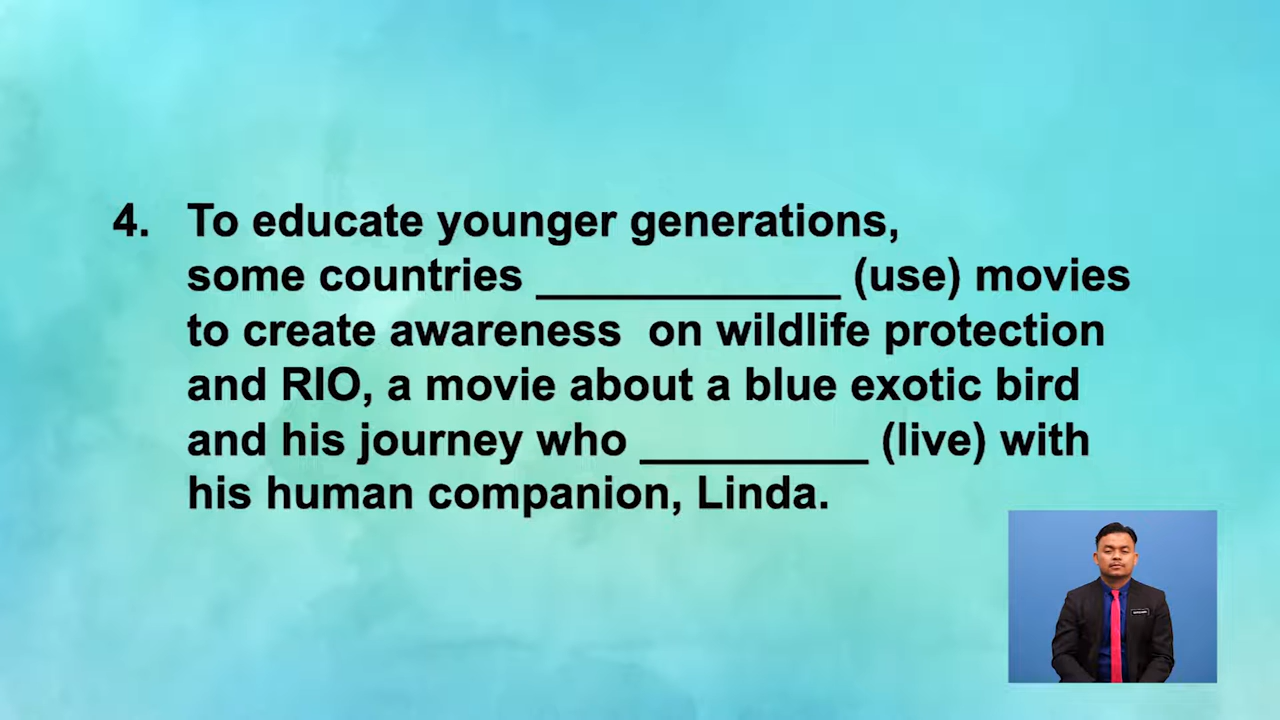 4. To educate younger generations,
some countries _____________ (use) movies
to create awareness  on wildlife protection
and RIO, a movie about a blue exotic bird
and his journey who __________ (live) with
his human companion, Linda.